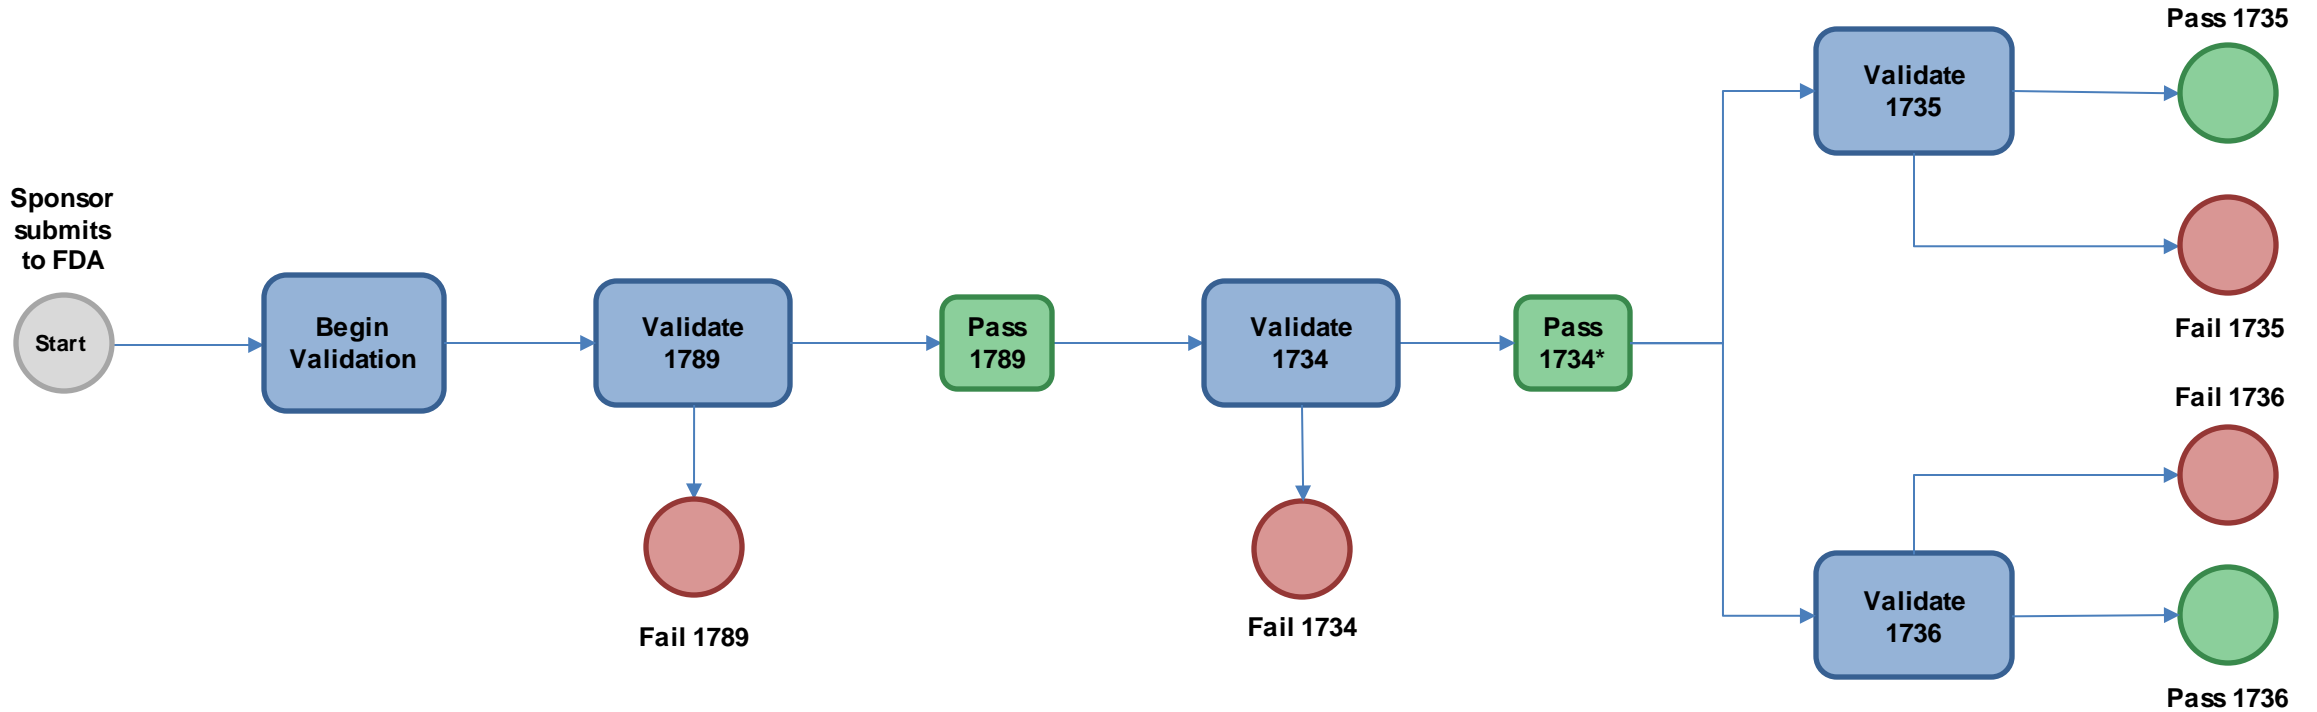 Sponsor
submits
to FDA
Start
Begin
Validation
Validate
1789
Fail 1789
Pass
1789
Validate
1734
Fail 1734
Pass
1734*
Validate
1735
Pass 1735
Fail 1735
Fail 1736
Validate
1736
Pass 1736